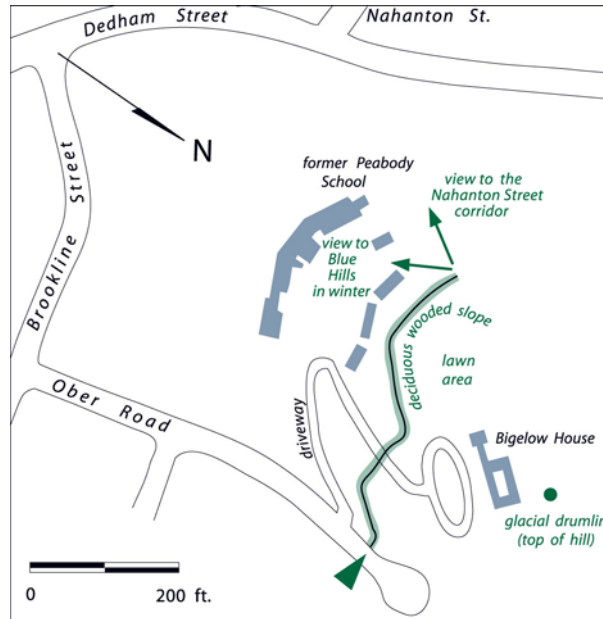 Dedham Street
Nahanton St.
N
former Peabody
School
view to the
Nahanton Street
corridor
view to
Blue
Hills
in winter
Brookline Street
deciduous wooded slope
lawn
area
Ober Road
driveway
Bigelow House
glacial drumlin
(top of hill)
0 200 ft.